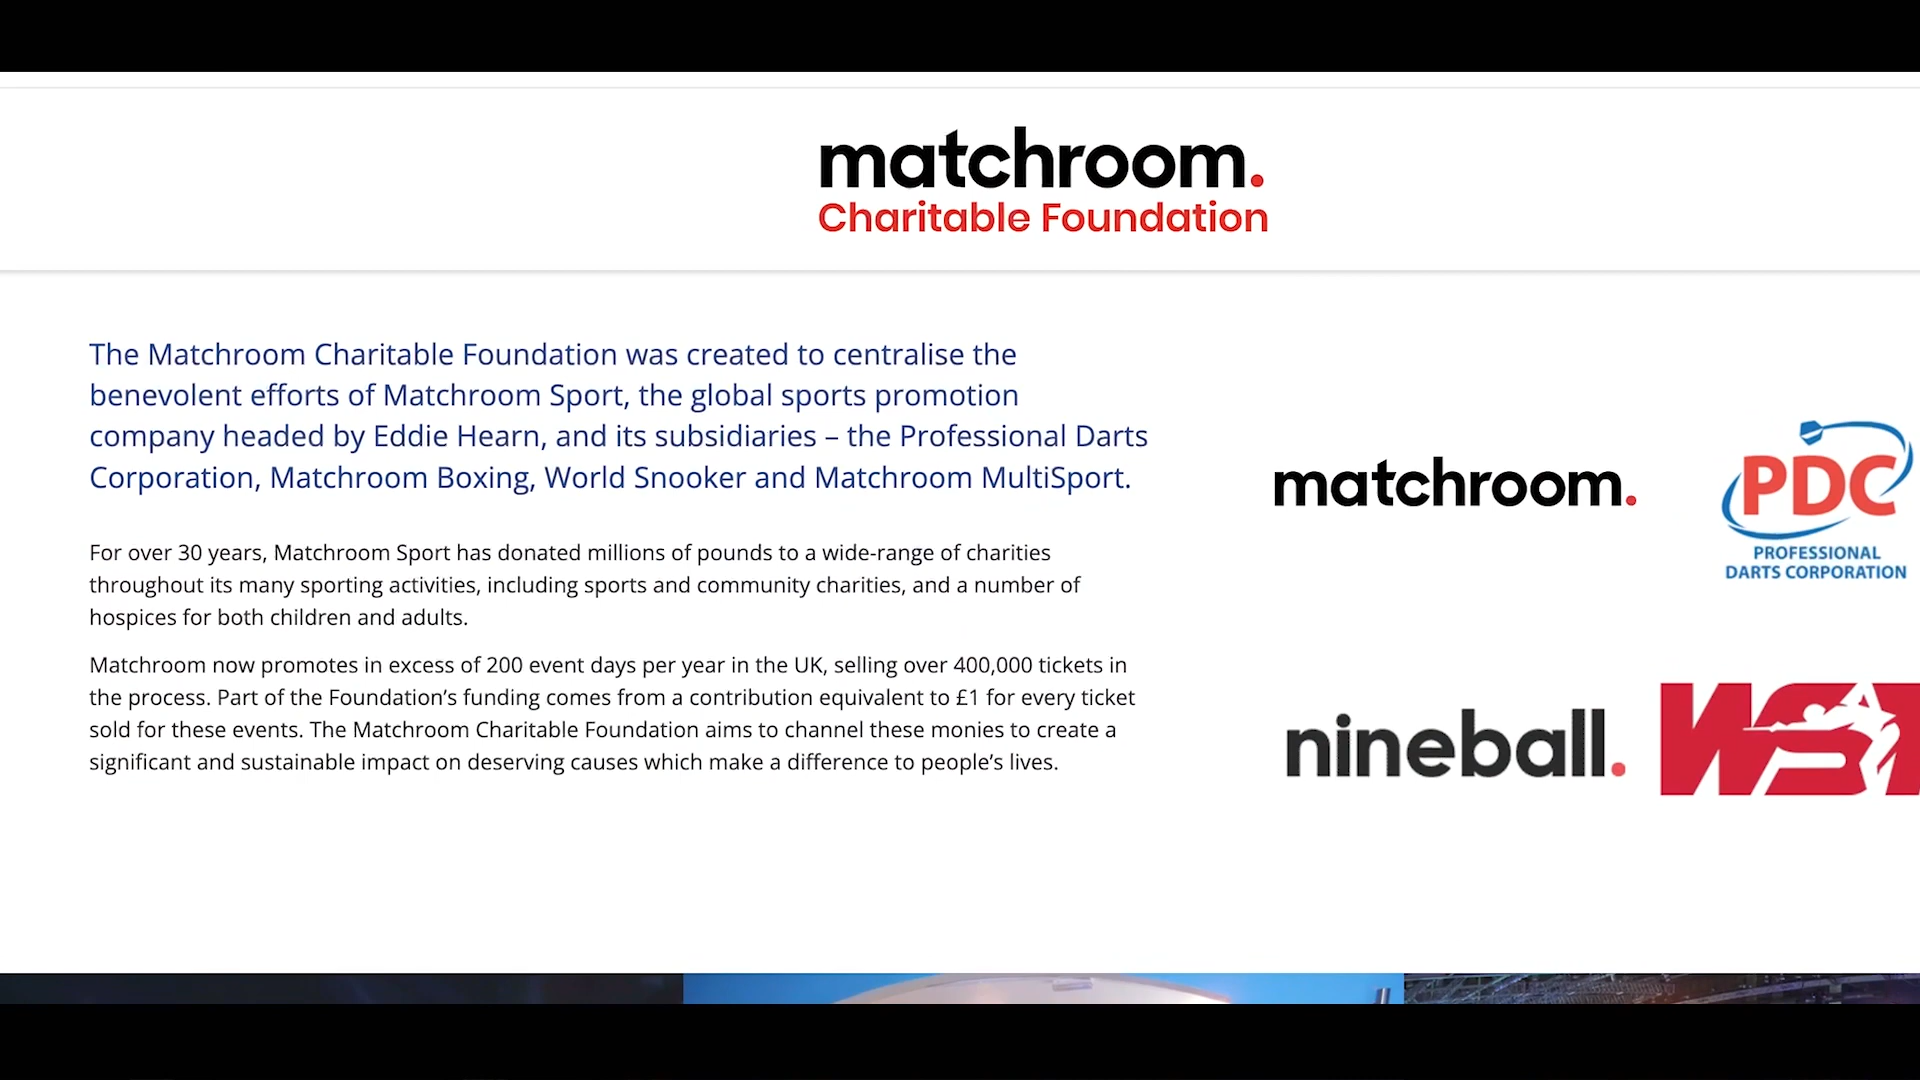 matchroom.
Charitable Foundation
The Matchroom Charitable Foundation was created to centralise the
benevolent efforts of Matchroom Sport, the global sports promotion
company headed by Eddie Hearn, and its subsidiaries – the Professional Darts
Corporation, Matchroom Boxing, World Snooker and Matchroom MultiSport.
For over 30 years, Matchroom Sport has donated millions of pounds to a wide-range of charities
throughout its many sporting activities, including sports and community charities, and a number of
hospices for both children and adults.
Matchroom now promotes in excess of 200 event days per year in the UK, selling over 400,000 tickets in
the process. Part of the Foundation’s funding comes from a contribution equivalent to £1 for every ticket
sold for these events. The Matchroom Charitable Foundation aims to channel these monies to create a
significant and sustainable impact on deserving causes which make a difference to people’s lives.
matchroom.
PDC
PROFESSIONAL
DARTS CORPORATION
nineball.
WST